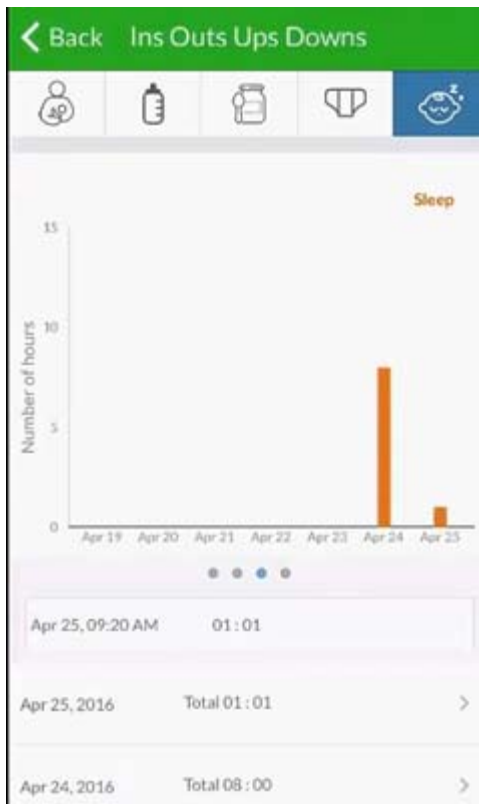 Back Ins Outs Ups Downs
Sleep
Number of hours
15
10
5
0
Apr 19 Apr 20 Apr 21 Apr 22 Apr 23 Apr 24 Apr 25
Apr 25, 09:20 AM 01:01
Apr 25, 2016 Total 01:01
Apr 24, 2016 Total 08:00